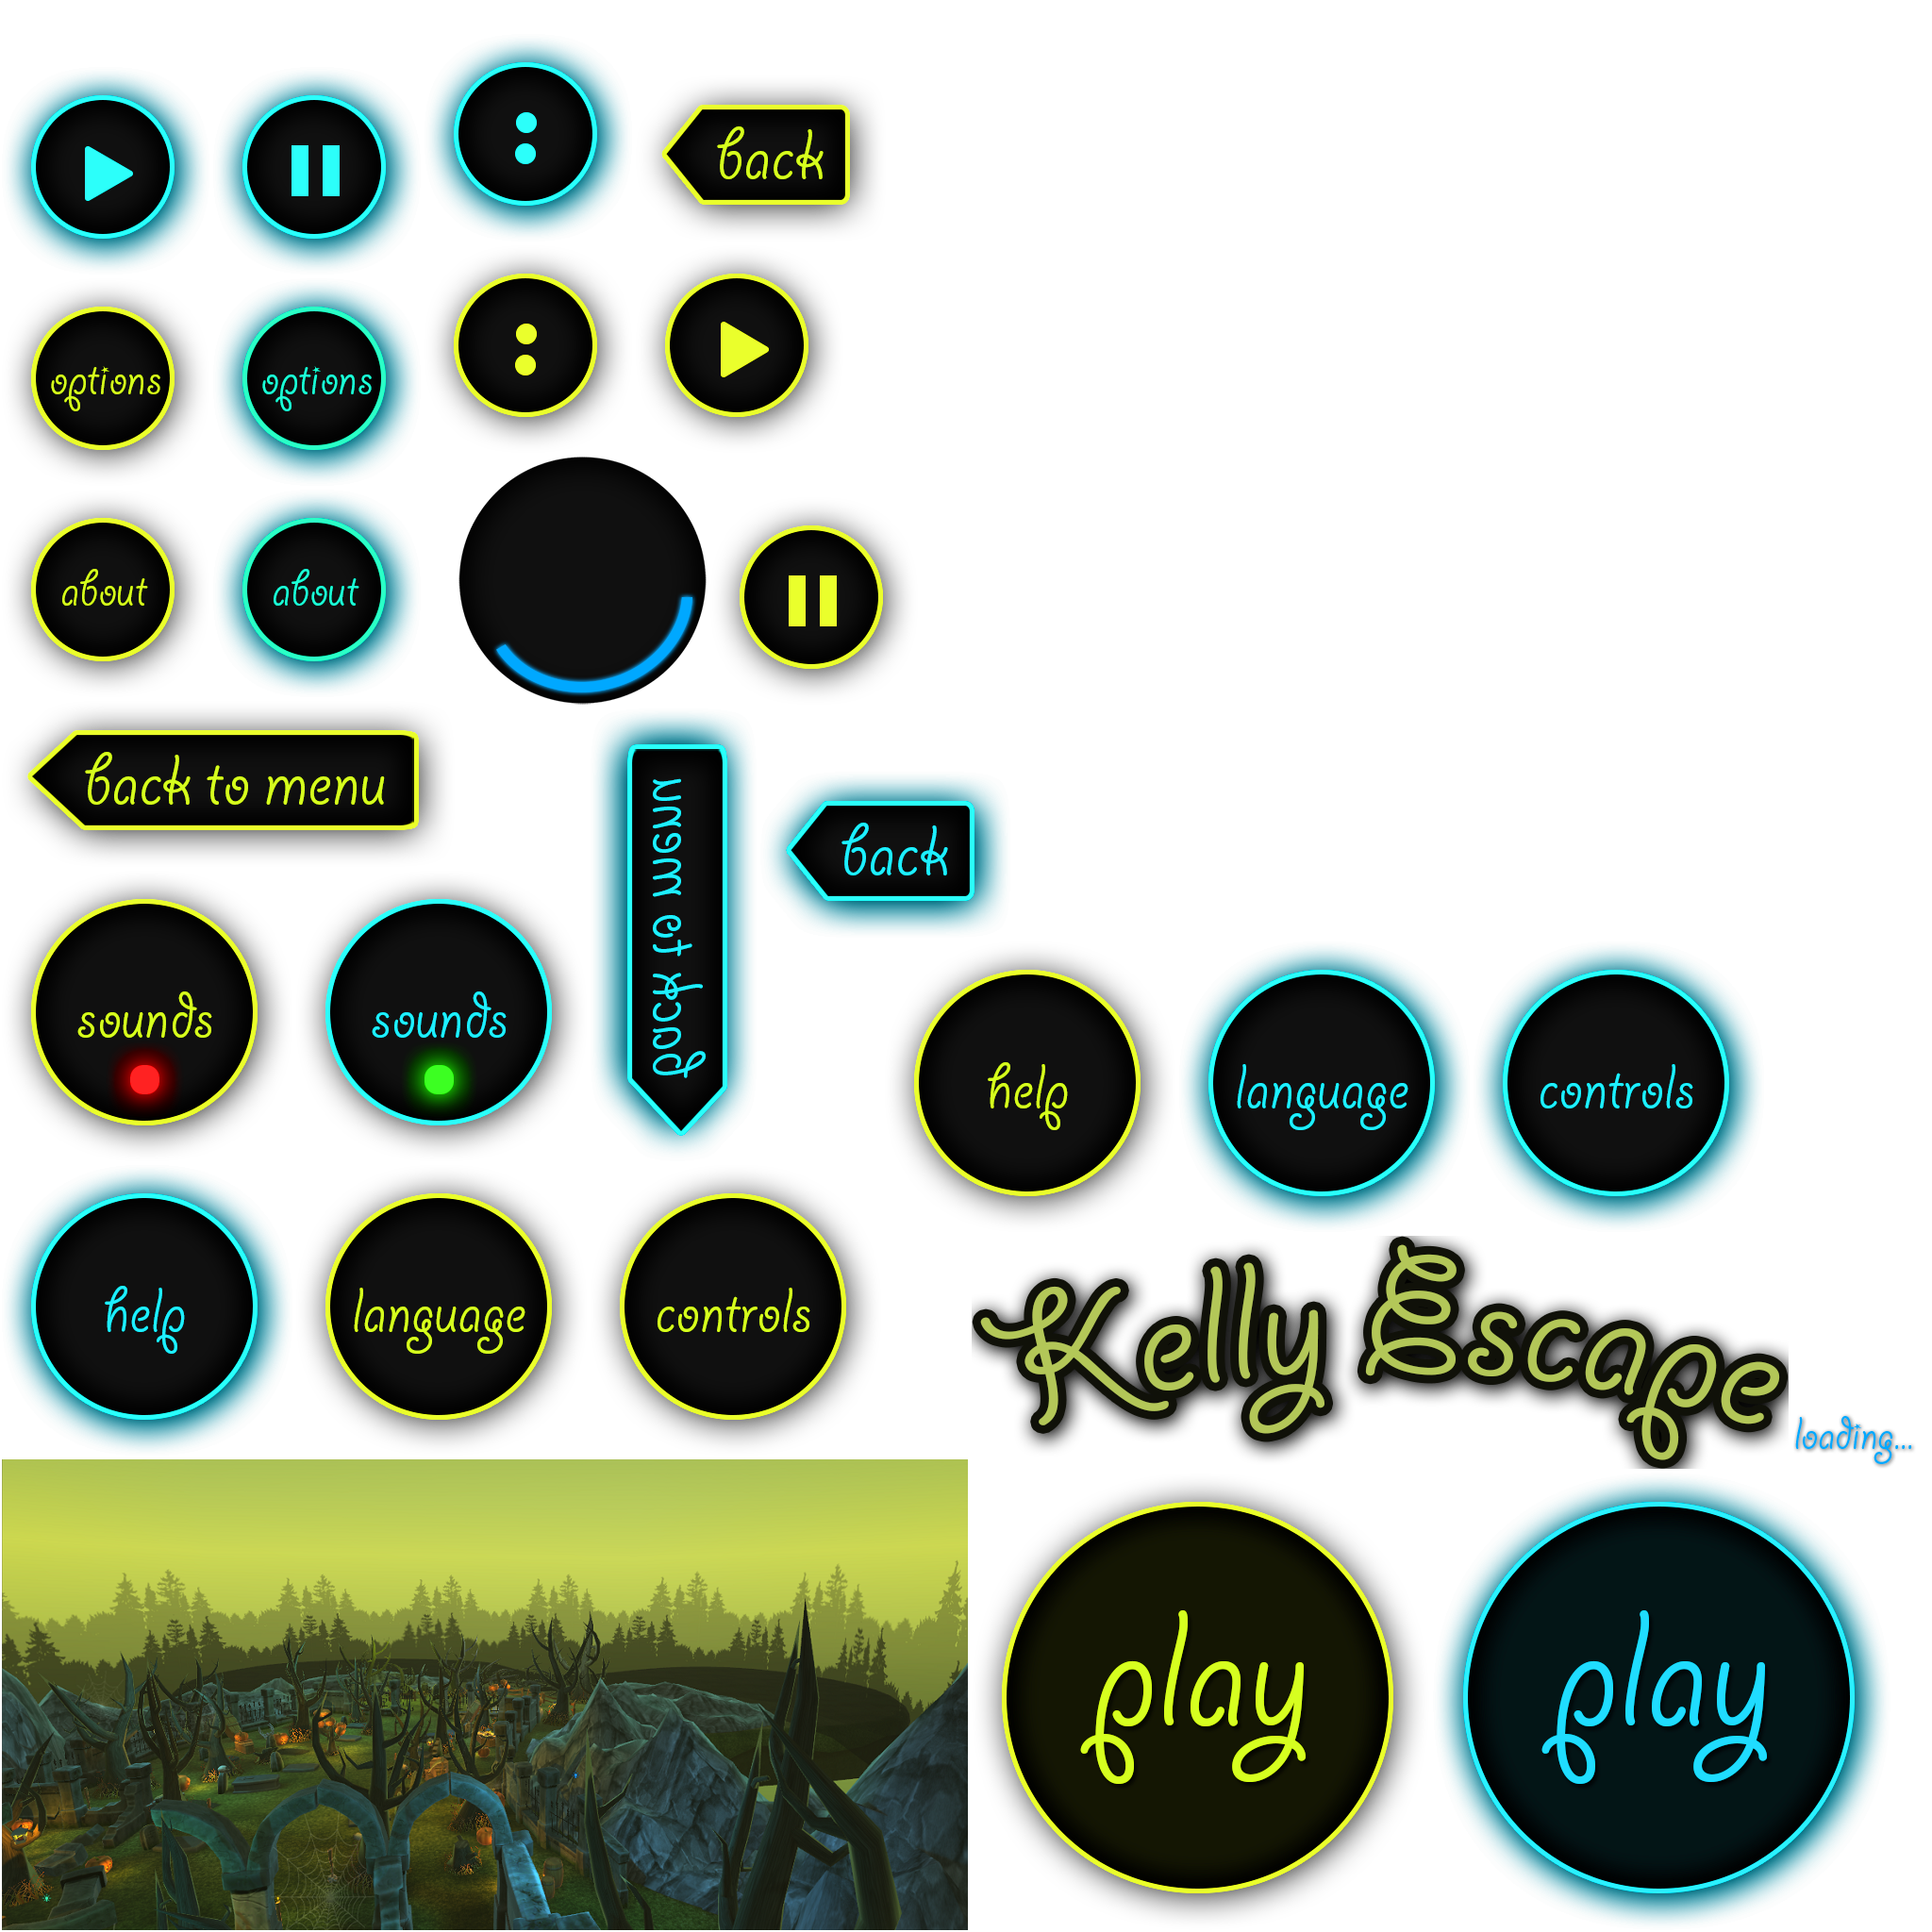 back
options
options
about
about
back to menu
back to menu
back
sounds
sounds
help
language
controls
help
language
controls
Kelly Escape
loading...
play
play